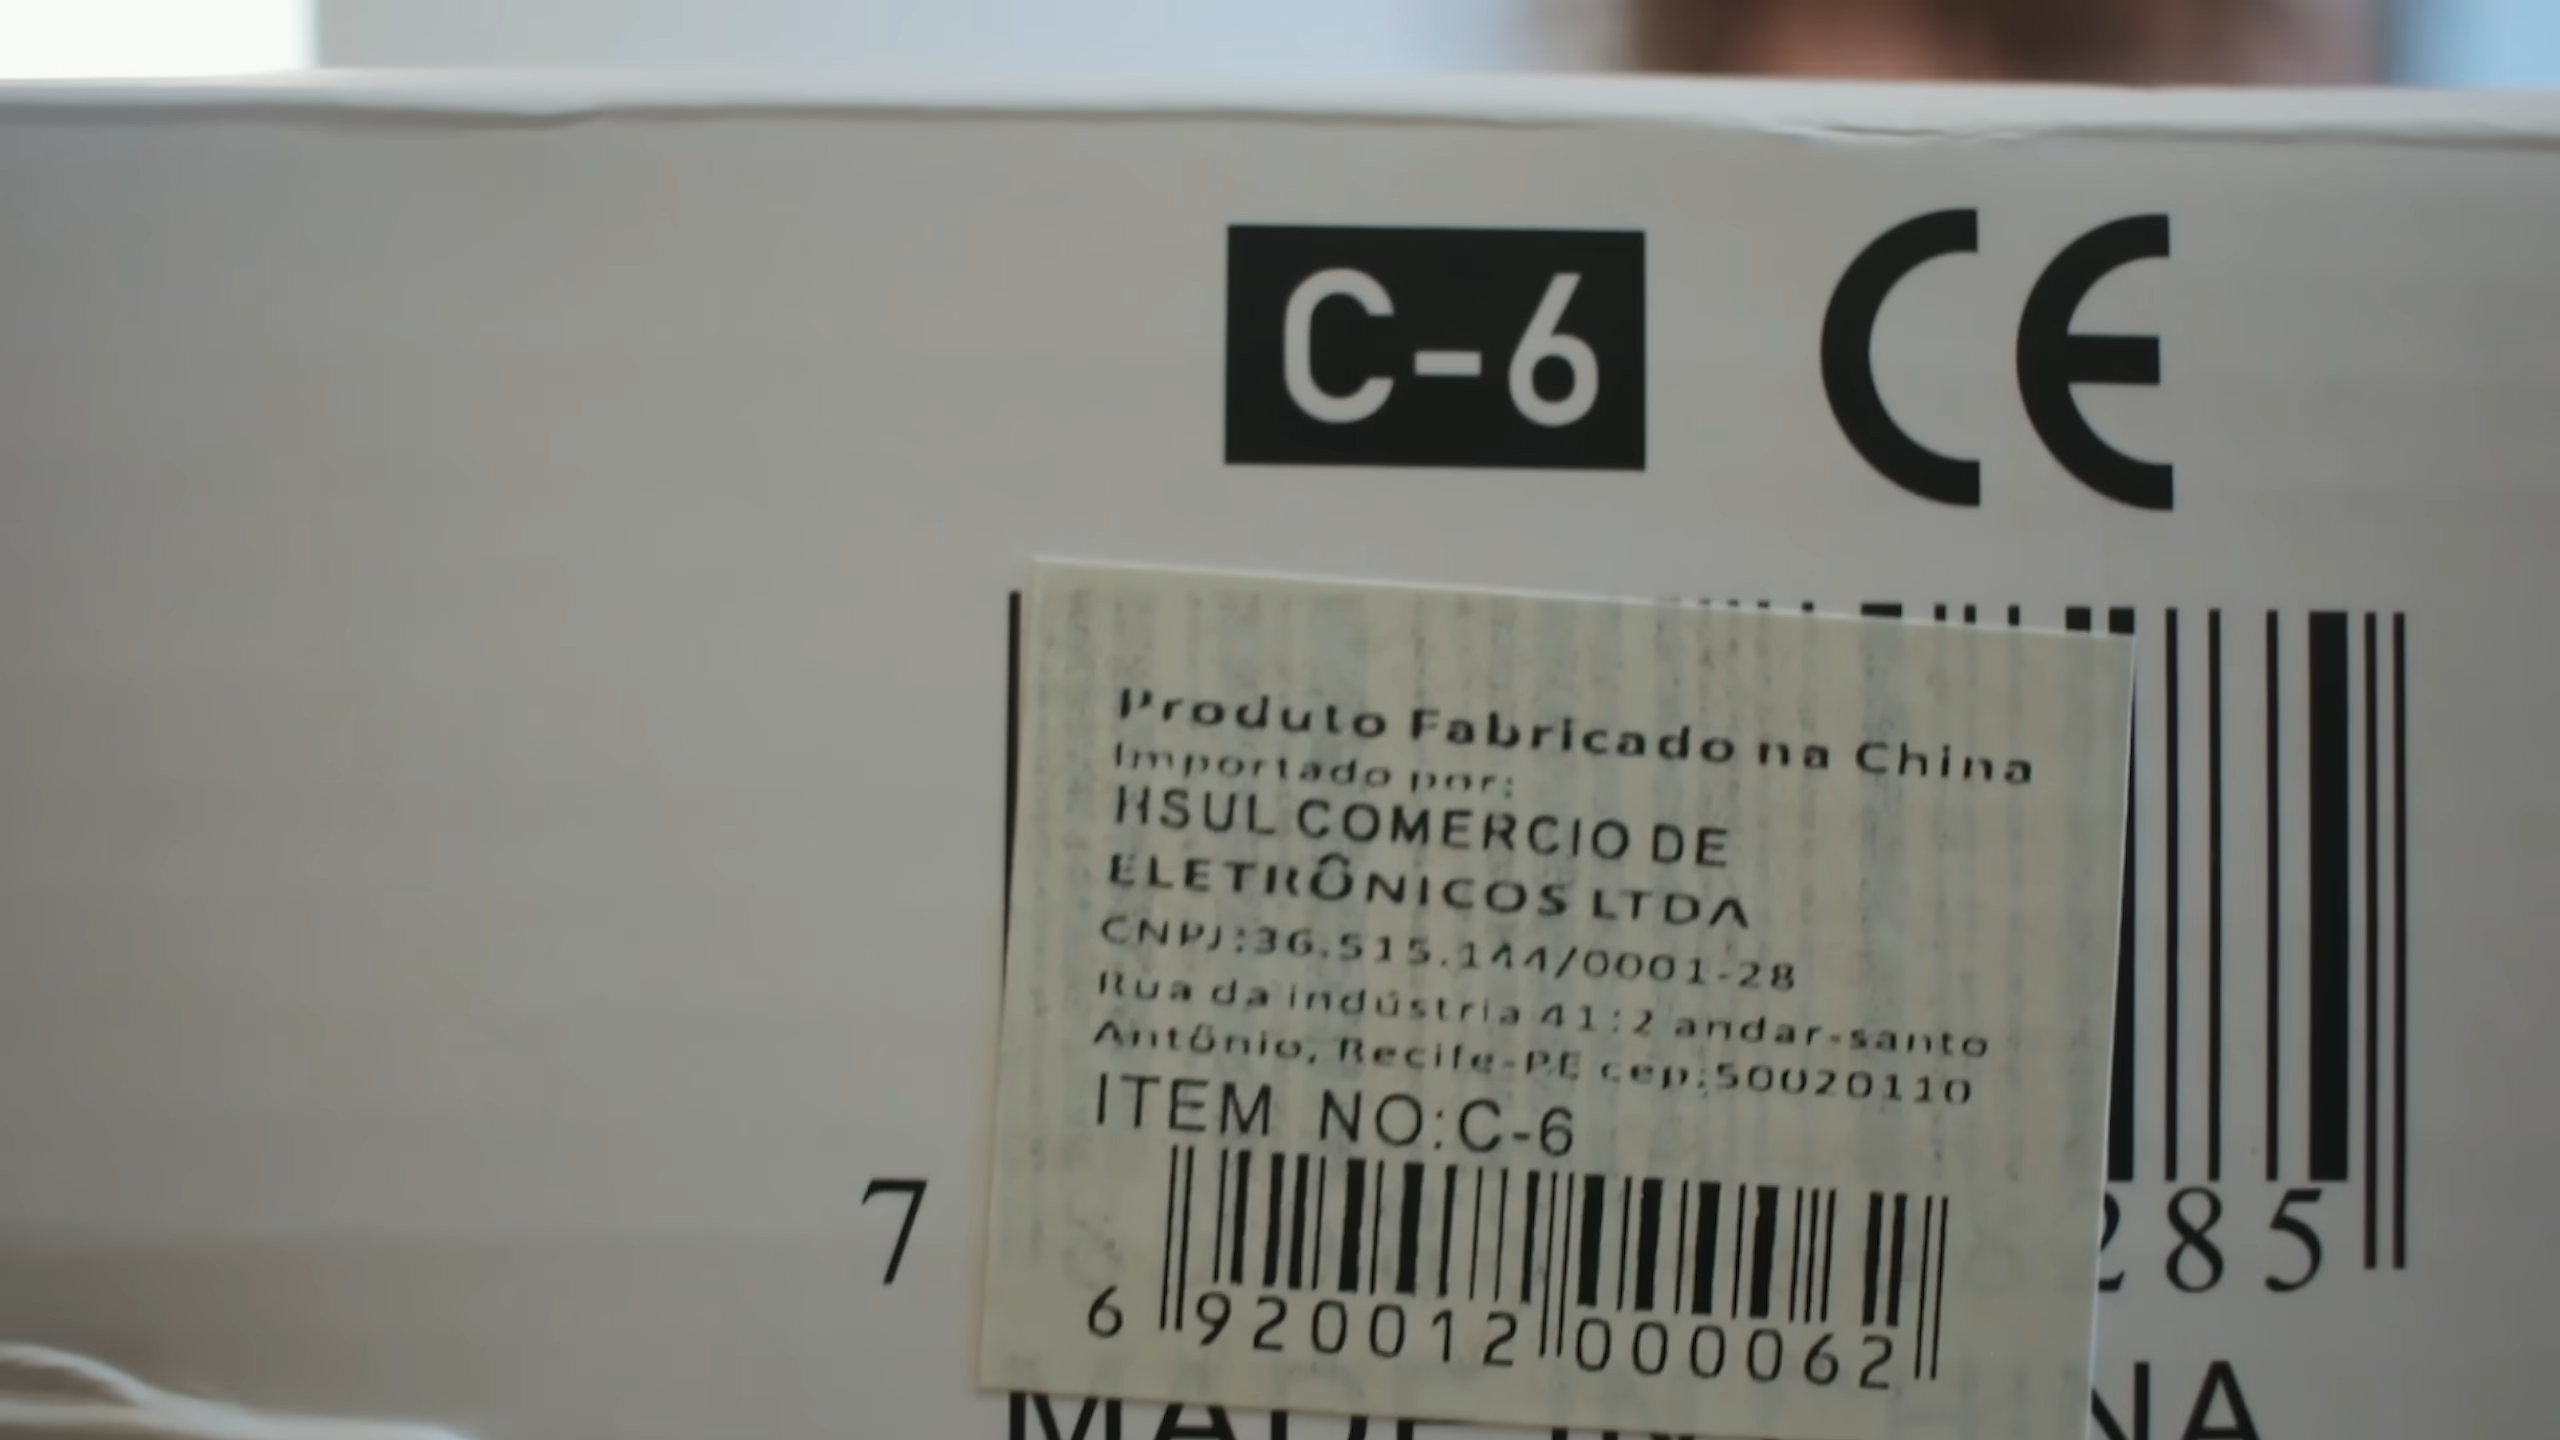 C-6 CE
Produto Fabricado na China
Importado por:
HSUL COMERCIO DE
ELETRÔNICOS LTDA
CNPJ:36.515.144/0001-28
Rua da indústria 41:2 andar-santo
Antônio, Recife-PE cep:50020110
ITEM NO:C-6
6 920012 000062
7 285